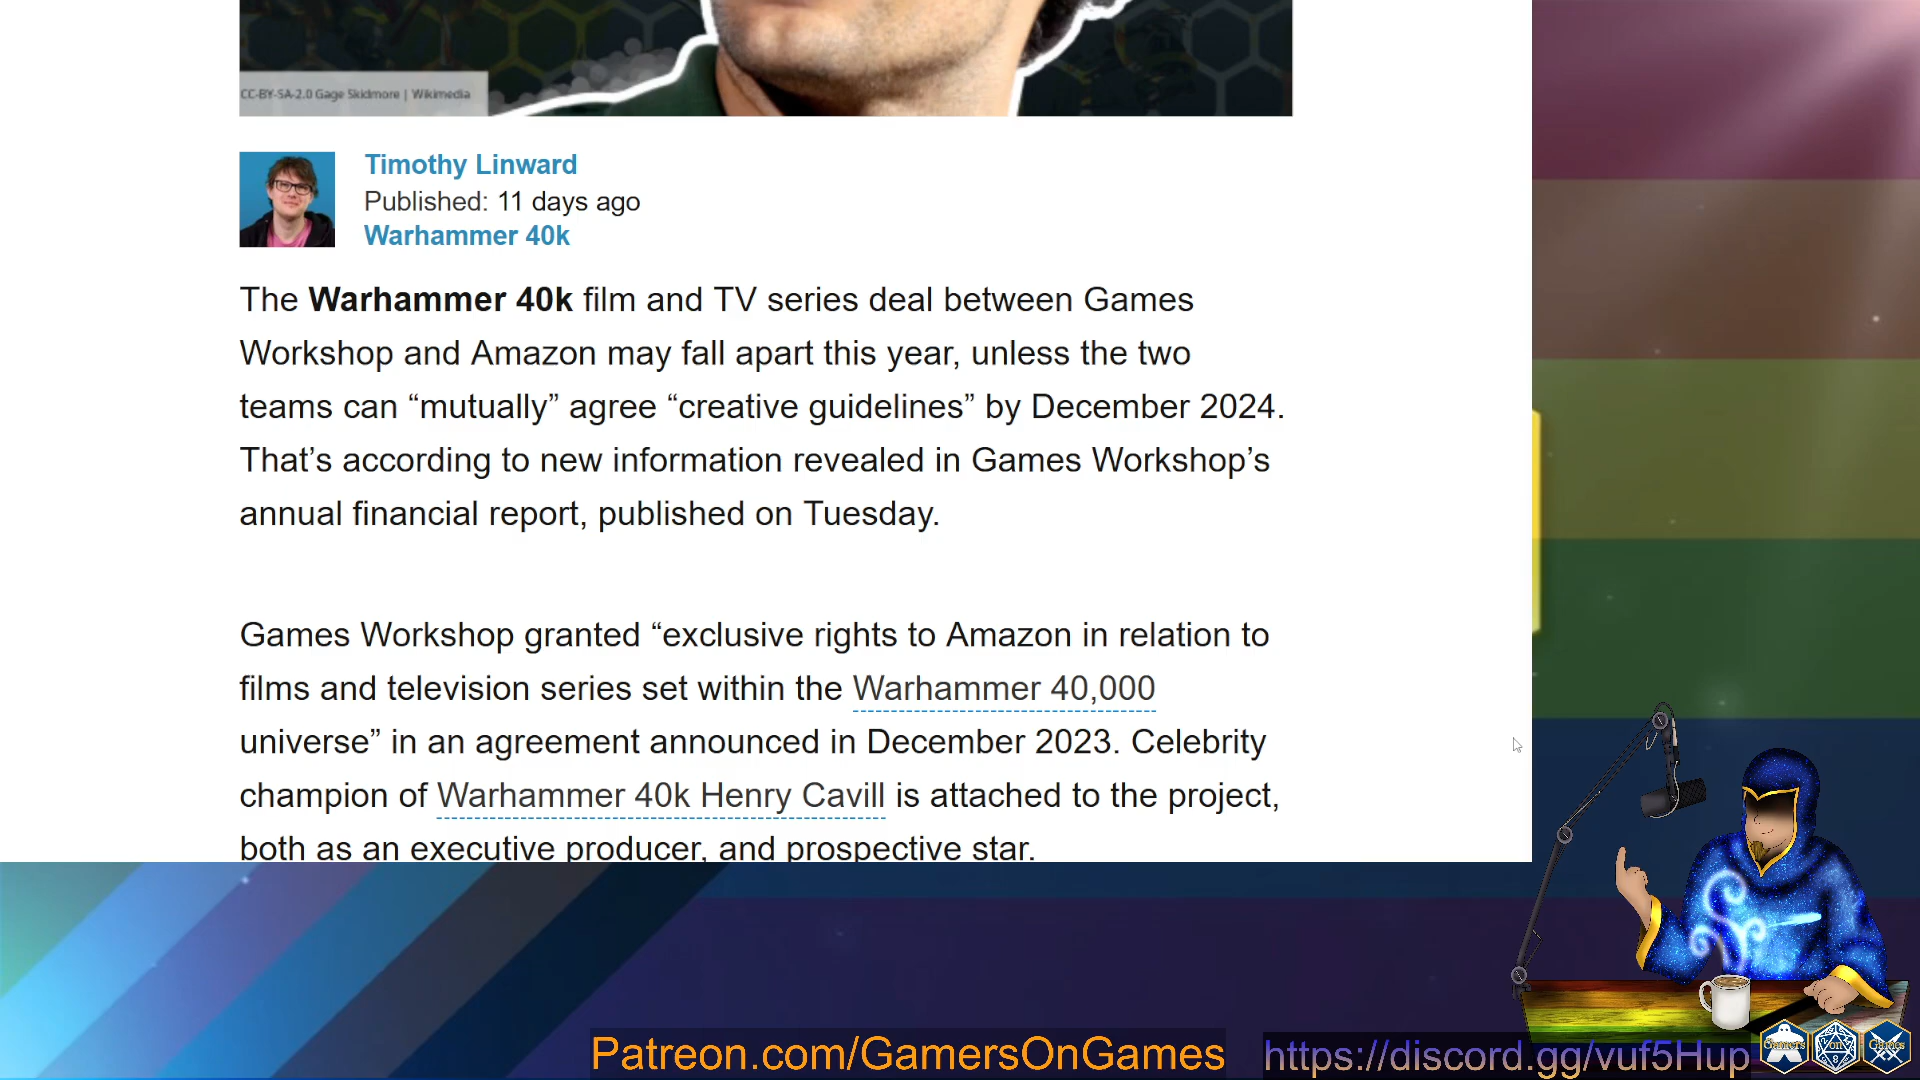 CC-BY-SA-2.0 Gage Skidmore | Wikimedia
Timothy Linward
Published: 11 days ago
Warhammer 40k
The Warhammer 40k film and TV series deal between Games
Workshop and Amazon may fall apart this year, unless the two
teams can “mutually” agree “creative guidelines” by December 2024.
That’s according to new information revealed in Games Workshop’s
annual financial report, published on Tuesday.
Games Workshop granted “exclusive rights to Amazon in relation to
films and television series set within the Warhammer 40,000
universe” in an agreement announced in December 2023. Celebrity
champion of Warhammer 40k Henry Cavill is attached to the project,
both as an executive producer, and prospective star.
Patreon.com/GamersOnGames
https://discord.gg/vuf5Hup
Gamers on Games
8